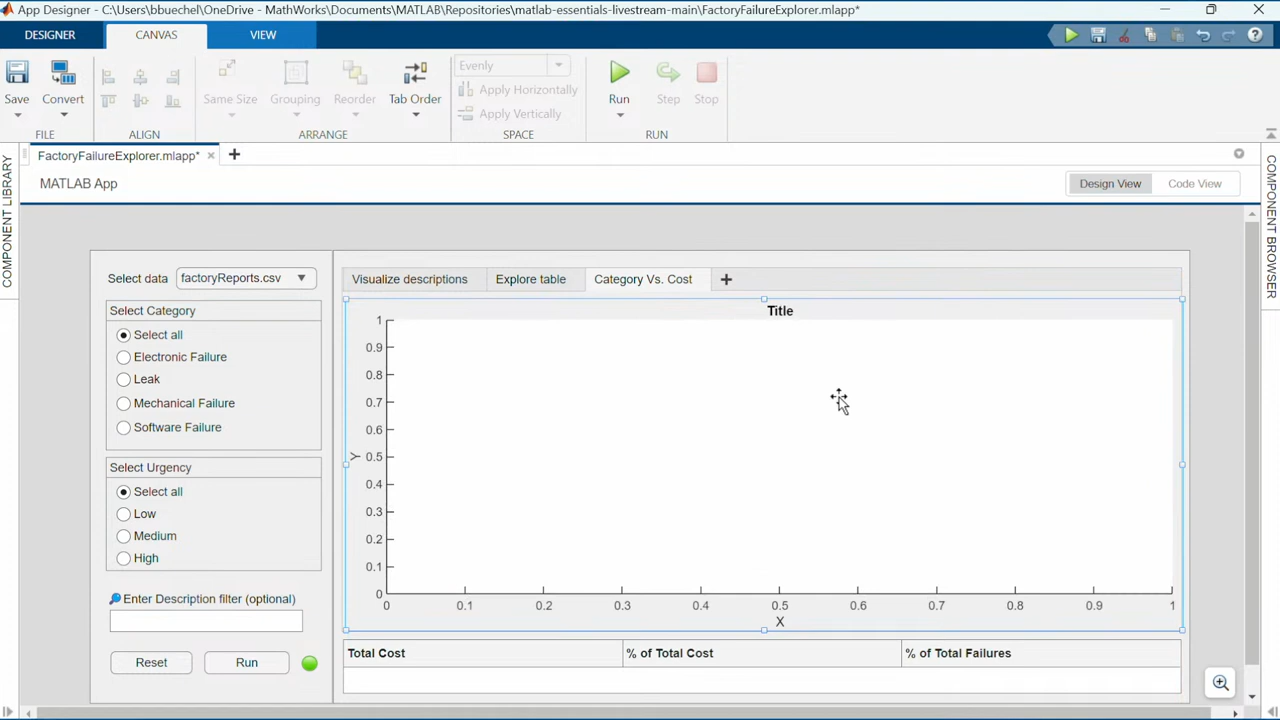 App Designer - C:\Users\bbuechel\OneDrive - MathWorks\Documents\MATLAB\Repositories\matlab-essentials-livestream-main\FactoryFailureExplorer.mlapp*
DESIGNER CANVAS VIEW
Save Convert Same Size Grouping Reorder Tab Order Evenly Apply Horizontally Apply Vertically Run Step Stop
FILE ALIGN ARRANGE SPACE RUN
FactoryFailureExplorer.mlapp*
MATLAB App Design View Code View
COMPONENT LIBRARY
COMPONENT BROWSER
Select data factoryReports.csv
Select Category
Select all
Electronic Failure
Leak
Mechanical Failure
Software Failure
Select Urgency
Select all
Low
Medium
High
Enter Description filter (optional)
Reset Run
Visualize descriptions Explore table Category Vs. Cost
Title
1
0.9
0.8
0.7
0.6
Y 0.5
0.4
0.3
0.2
0.1
0
0 0.1 0.2 0.3 0.4 0.5 0.6 0.7 0.8 0.9 1
X
Total Cost % of Total Cost % of Total Failures